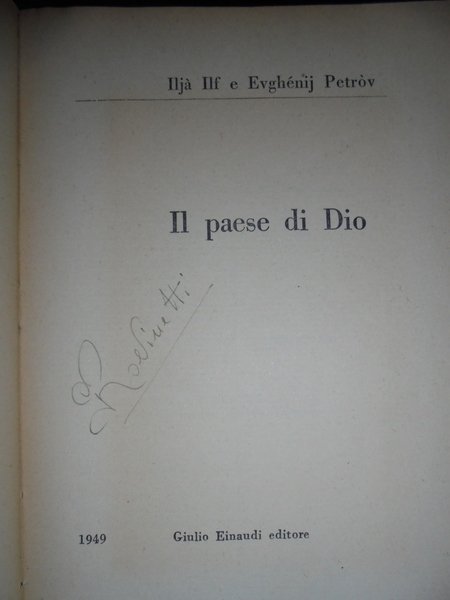 Iljà Ilf e Evghénij Petròv
Il paese di Dio
1949 Giulio Einaudi editore